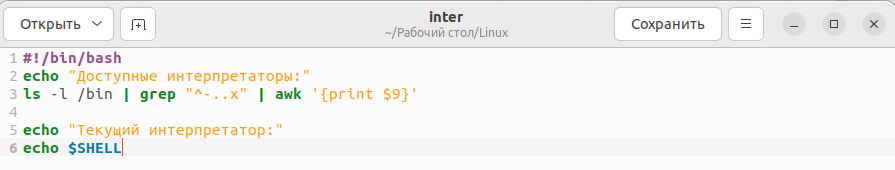 Открыть
inter
~/Рабочий стол/Linux
Сохранить
1 #!/bin/bash
2 echo "Доступные интерпретаторы:"
3 ls -l /bin | grep "^-..x" | awk '{print $9}'
4
5 echo "Текущий интерпретатор:"
6 echo $SHELL